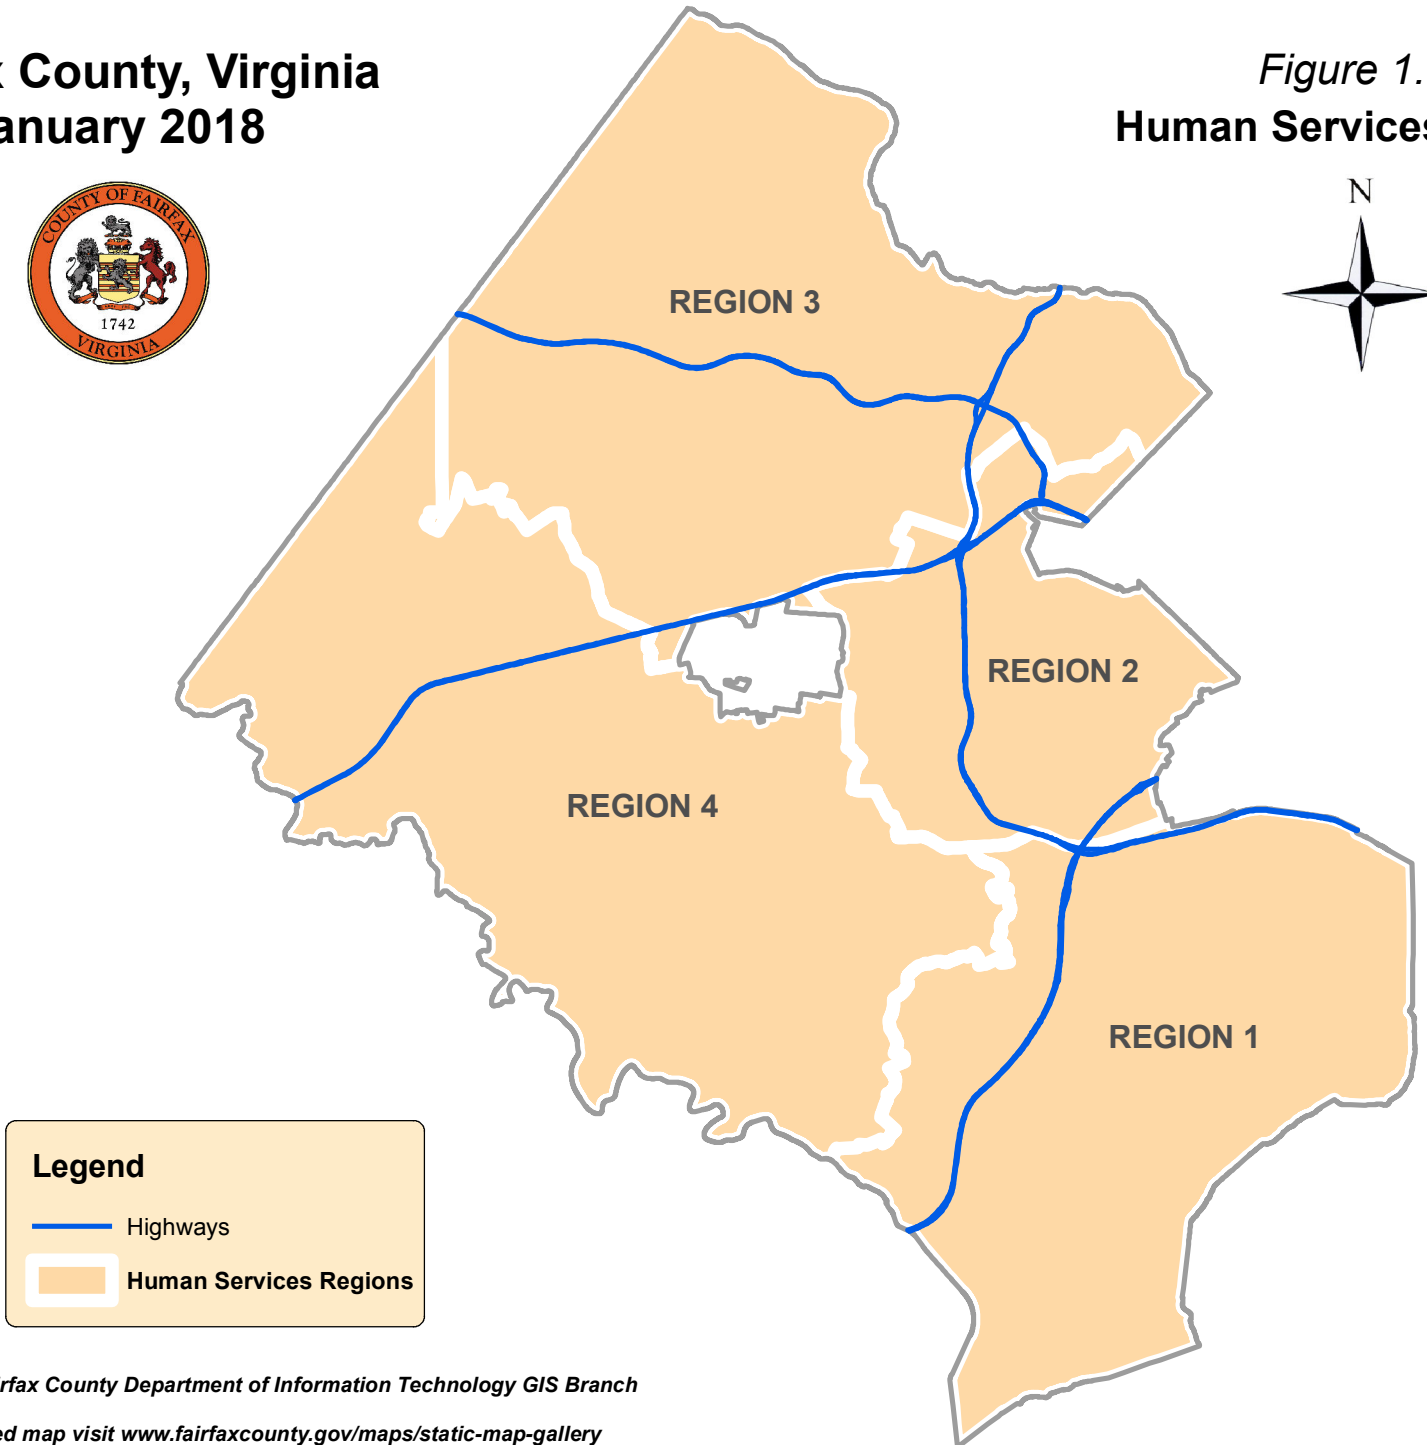 County, Virginia
anuary 2018
Figure 1.
Human Services
COUNTY OF FAIRFAX
1742
VIRGINIA
N
REGION 3
REGION 2
REGION 4
REGION 1
Legend
Highways
Human Services Regions
rfax County Department of Information Technology GIS Branch
ed map visit www.fairfaxcounty.gov/maps/static-map-gallery